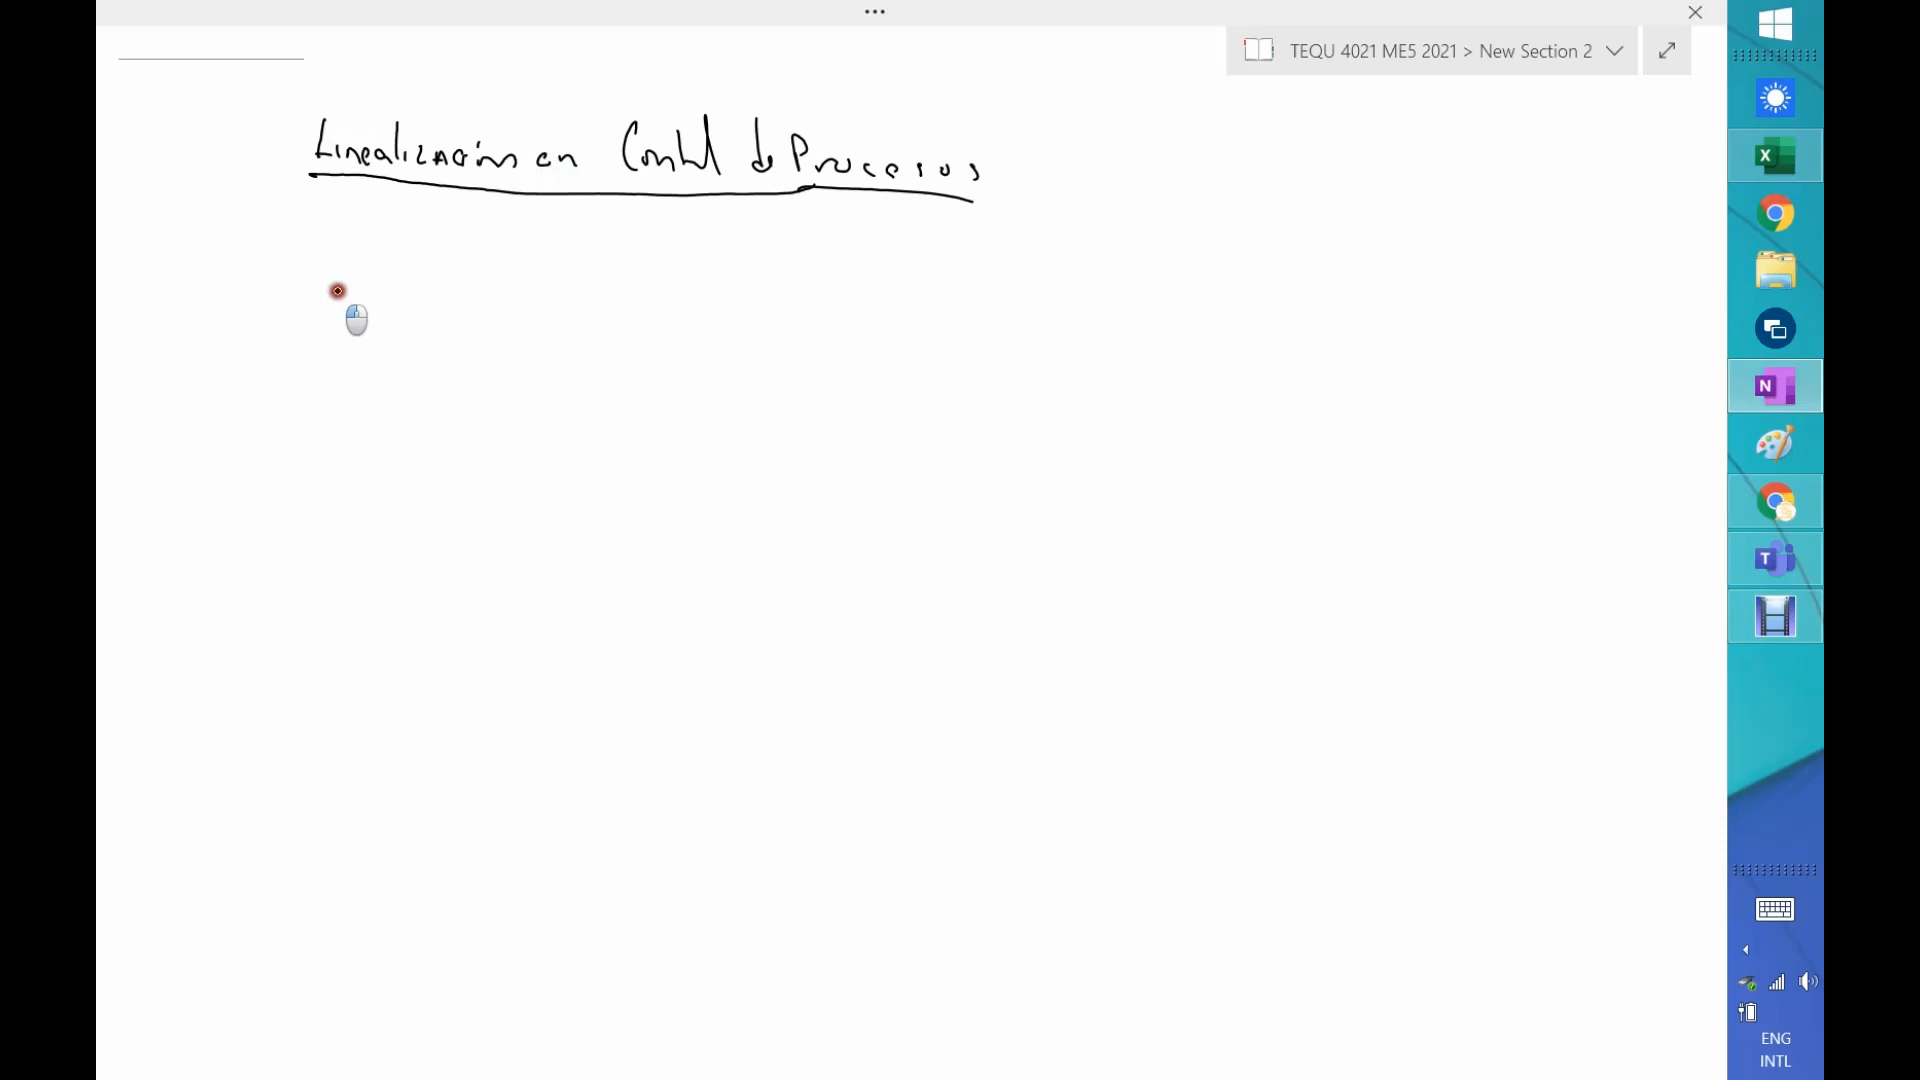 TEQU 4021 ME5 2021 > New Section 2
Linealización en Control de Procesos
X
N
T
ENG
INTL